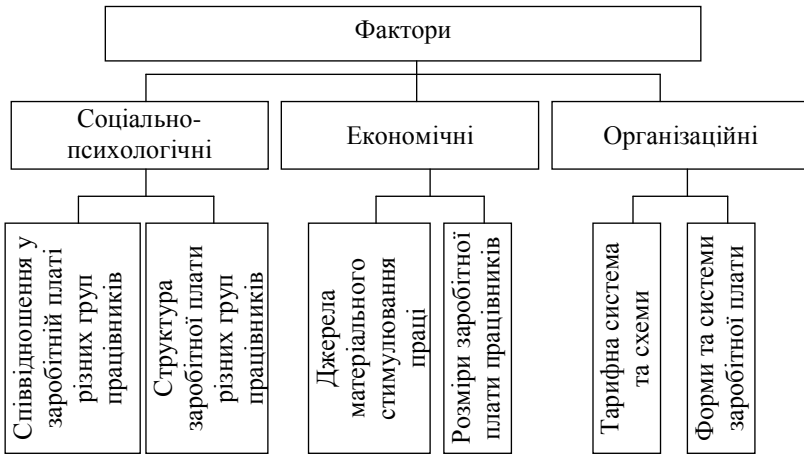 Фактори
Соціально-
психологічні
Економічні
Організаційні
Співвідношення у
заробітній платі
різних груп
працівників
Структура
заробітної плати
різних груп
працівників
Джерела
матеріального
стимулювання
праці
Розміри заробітної
плати працівників
Тарифна система
та схеми
Форми та системи
заробітної плати